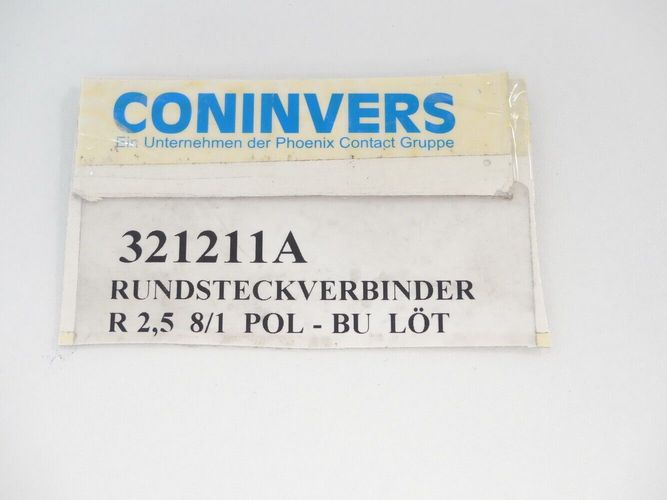 CONINVERS
Ein Unternehmen der Phoenix Contact Gruppe
321211A
RUNDSTECKVERBINDER
R 2,5 8/1 POL - BU LÖT